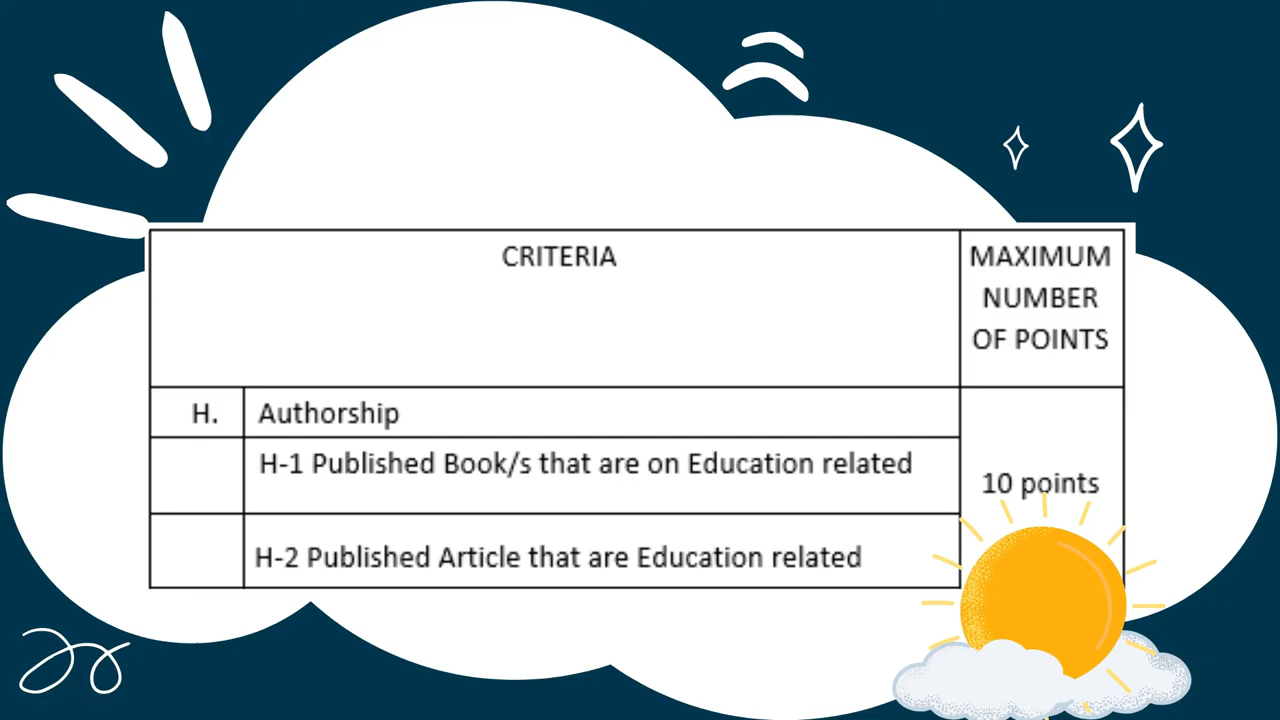 CRITERIA
MAXIMUM
NUMBER
OF POINTS
H. Authorship
H-1 Published Book/s that are on Education related
10 points
H-2 Published Article that are Education related